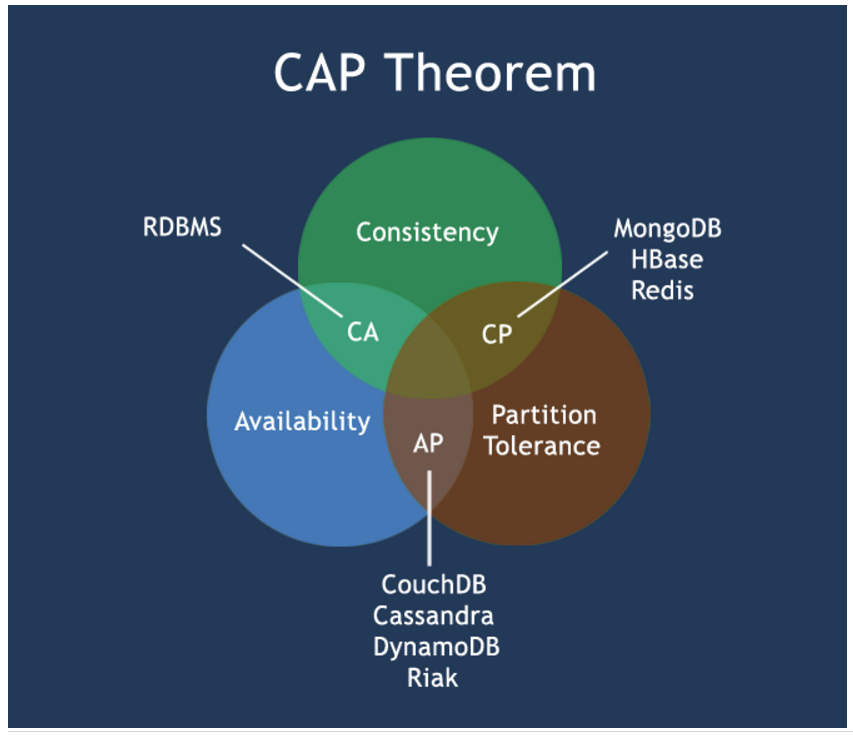 CAP Theorem
RDBMS
Consistency
MongoDB
HBase
Redis
CA
CP
Availability
Partition
Tolerance
AP
CouchDB
Cassandra
DynamoDB
Riak